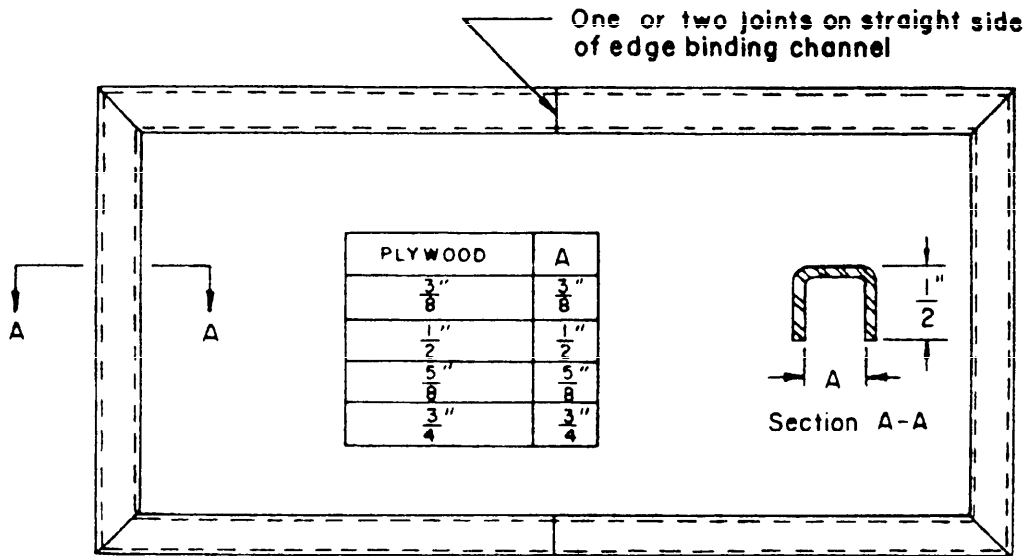 One or two joints on straight side
of edge binding channel
PLYWOOD A
3/8" 3/8"
1/2" 1/2"
5/8" 5/8"
3/4" 3/4"
A A
1/2"
A
Section A-A